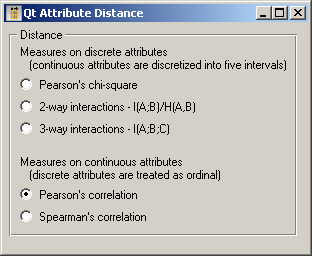 Qt Attribute Distance
Distance
Measures on discrete attributes
(continuous attributes are discretized into five intervals)
Pearson's chi-square
2-way interactions - I(A;B)/H(A,B)
3-way interactions - I(A;B;C)
Measures on continuous attributes
(discrete attributes are treated as ordinal)
Pearson's correlation
Spearman's correlation